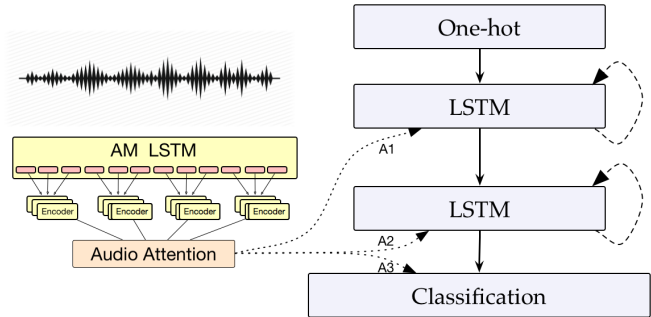 One-hot
LSTM
A1
AM LSTM
LSTM
Encoder
Encoder
Encoder
Encoder
A2
Audio Attention
A3
Classification